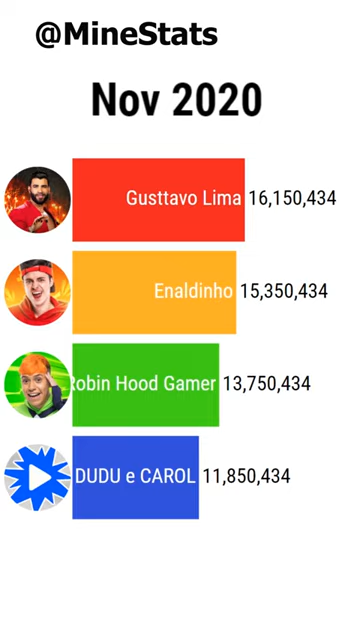 @MineStats
Nov 2020
Gusttavo Lima 16,150,434
Enaldinho 15,350,434
Robin Hood Gamer 13,750,434
DUDU e CAROL 11,850,434